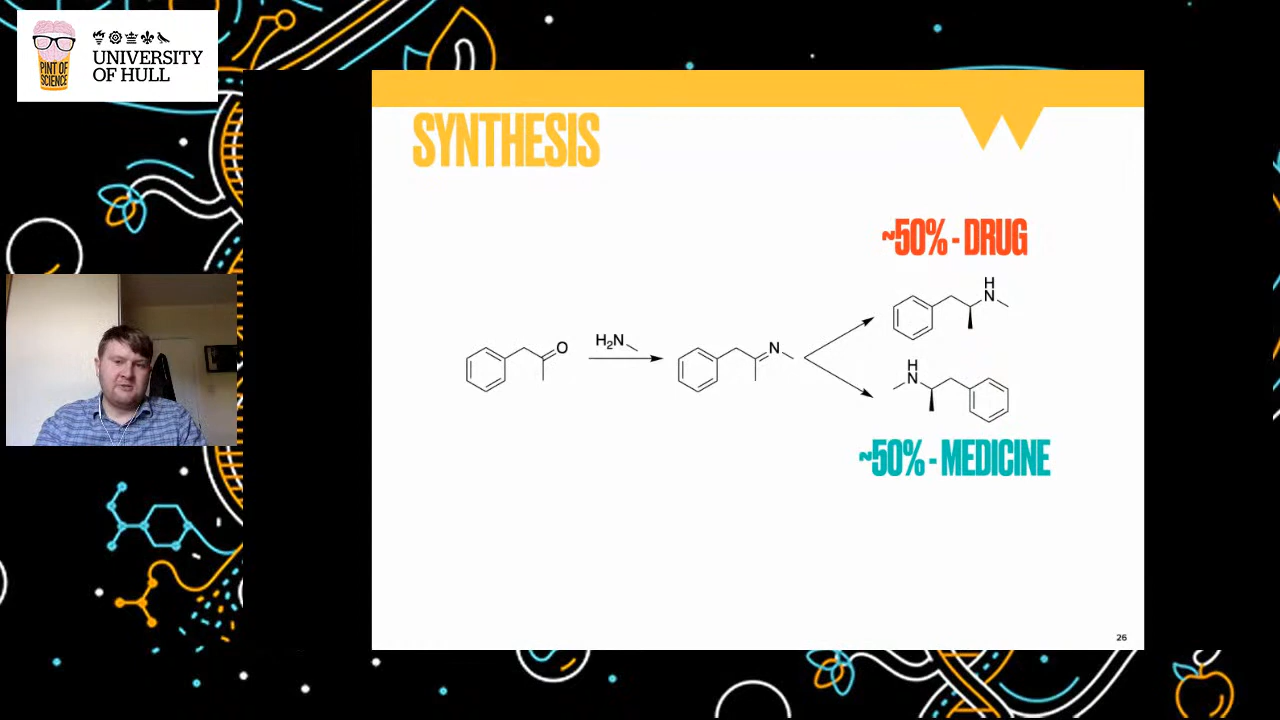 PINT OF
SCIENCE
UNIVERSITY
OF HULL
SYNTHESIS
~50% - DRUG
H
N
H₂N
O
N
H
N
~50% - MEDICINE
26